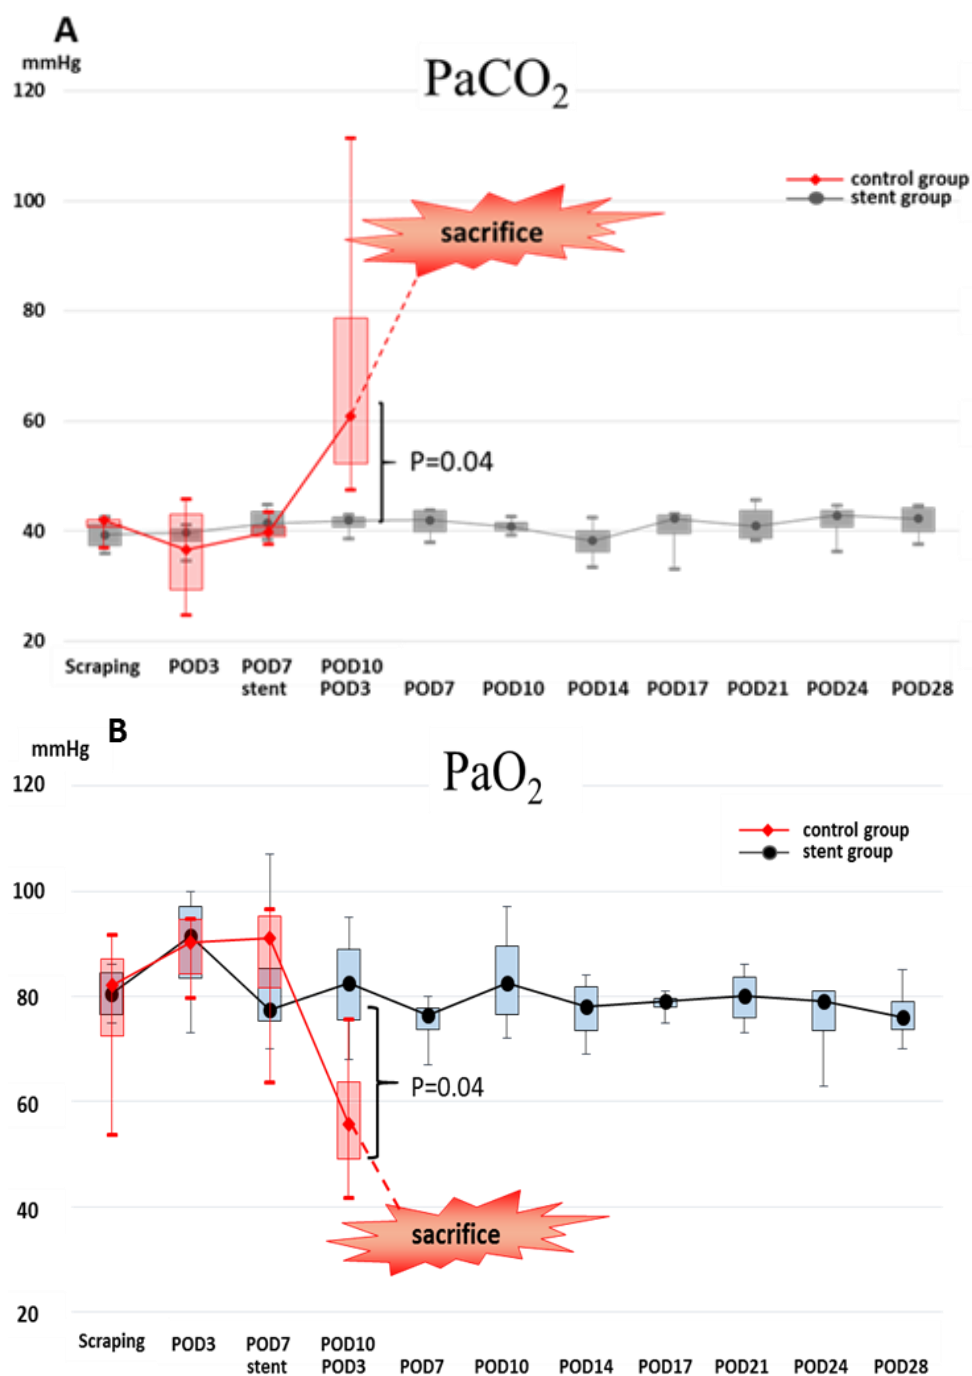 A
mmHg
PaCO₂
120
100
80
60
40
20
control group
stent group
sacrifice
P=0.04
Scraping POD3 POD7 POD10
stent POD3 POD7 POD10 POD14 POD17 POD21 POD24 POD28
B
mmHg
PaO₂
120
100
80
60
40
20
control group
stent group
P=0.04
sacrifice
Scraping POD3 POD7 POD10
stent POD3 POD7 POD10 POD14 POD17 POD21 POD24 POD28